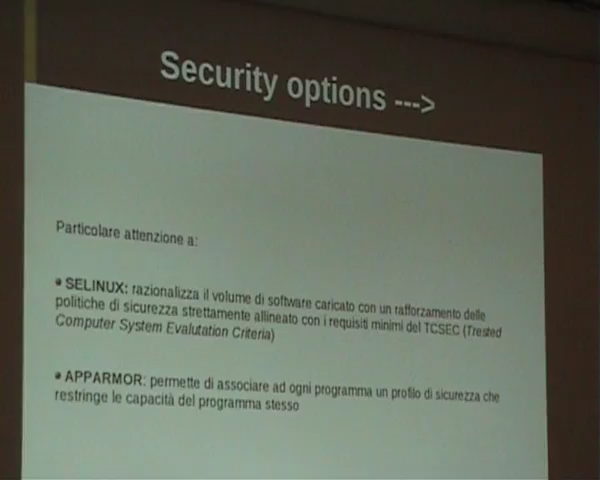 Security options --->
Particolare attenzione a:
• SELINUX: razionalizza il volume di software caricato con un rafforzamento delle
politiche di sicurezza strettamente allineato con i requisiti minimi del TCSEC (Trested
Computer System Evalutation Criteria)
• APPARMOR: permette di associare ad ogni programma un profilo di sicurezza che
restringe le capacità del programma stesso